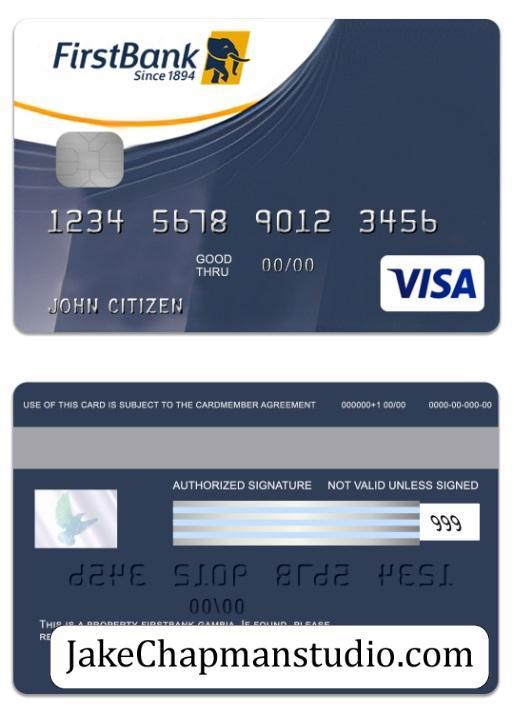 FirstBank
Since 1894
1234 5678 9012 3456
GOOD THRU 00/00
JOHN CITIZEN
VISA
USE OF THIS CARD IS SUBJECT TO THE CARDMEMBER AGREEMENT 000000+1 00/00 0000-00-000-00
AUTHORIZED SIGNATURE NOT VALID UNLESS SIGNED
999
00/00
THIS IS A PROPERTY FIRSTBANK GAMBIA. IF FOUND, PLEASE
JakeChapmanstudio.com